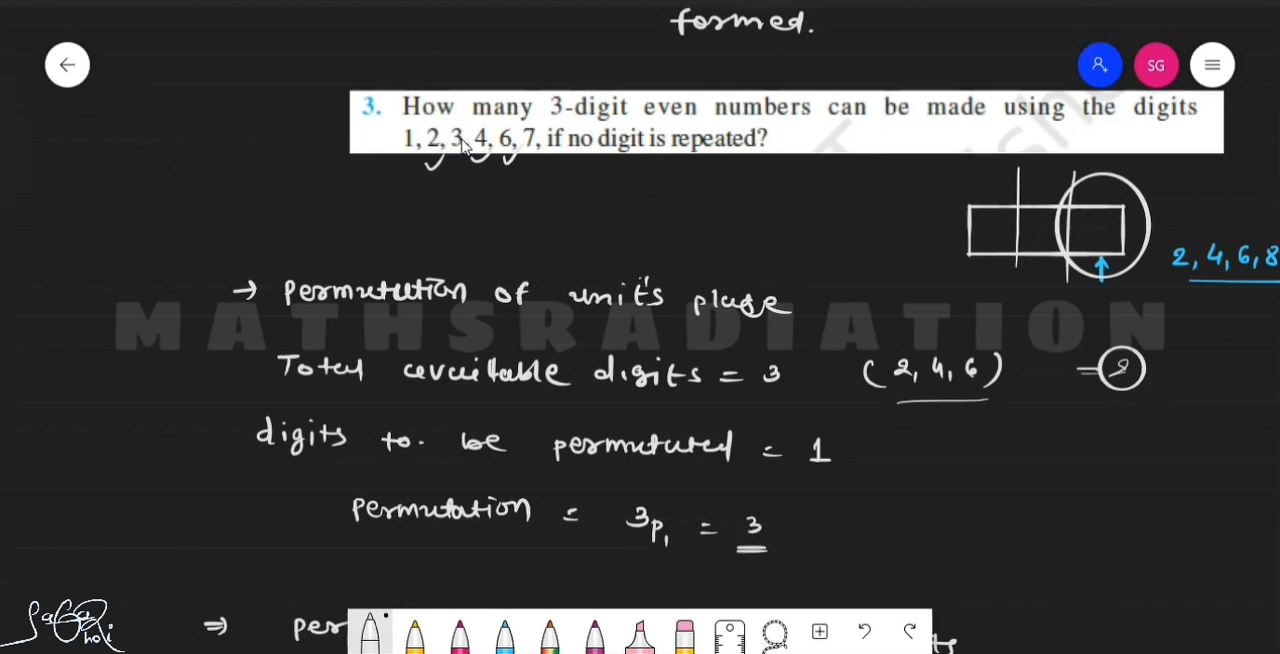 formed.
SG
3. How many 3-digit even numbers can be made using the digits
1, 2, 3, 4, 6, 7, if no digit is repeated?
2, 4, 6, 8
→ Permutation of unit's place
MATHSRADIATION
Total available digits = 3 (2, 4, 6) =
digits to be permutated = 1
Permutation = 3P1 = 3
⇒ per